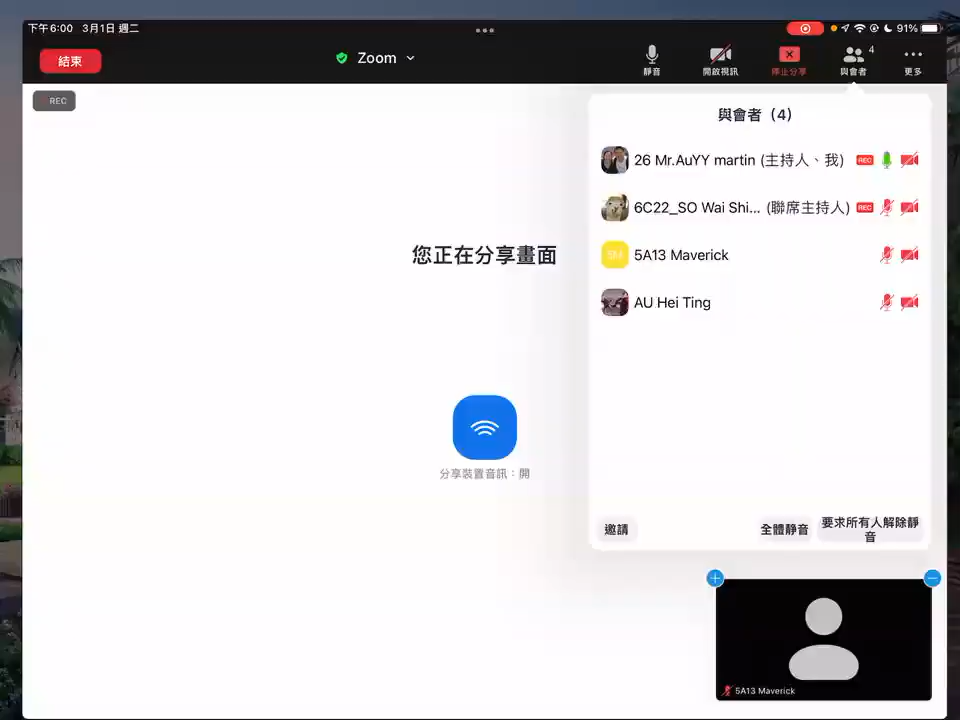 下午6:00 3月1日 週二
91%
結束
Zoom
靜音
開啟視訊
停止分享
4
與會者
更多
REC
與會者（4）
26 Mr.AuYY martin (主持人、我)
REC
6C22_SO Wai Shi... (聯席主持人)
REC
SM
5A13 Maverick
AU Hei Ting
您正在分享畫面
分享裝置音訊：開
邀請
全體靜音
要求所有人解除靜
音
5A13 Maverick